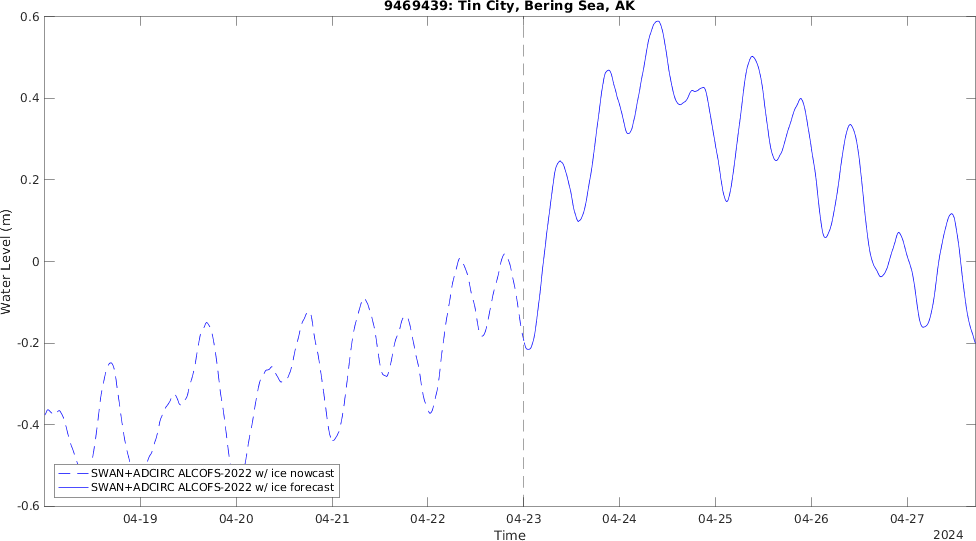 9469439: Tin City, Bering Sea, AK
Water Level (m)
0.6
0.4
0.2
0
-0.2
-0.4
-0.6
SWAN+ADCIRC ALCOFS-2022 w/ ice nowcast
SWAN+ADCIRC ALCOFS-2022 w/ ice forecast
04-19 04-20 04-21 04-22 04-23 04-24 04-25 04-26 04-27
Time
2024